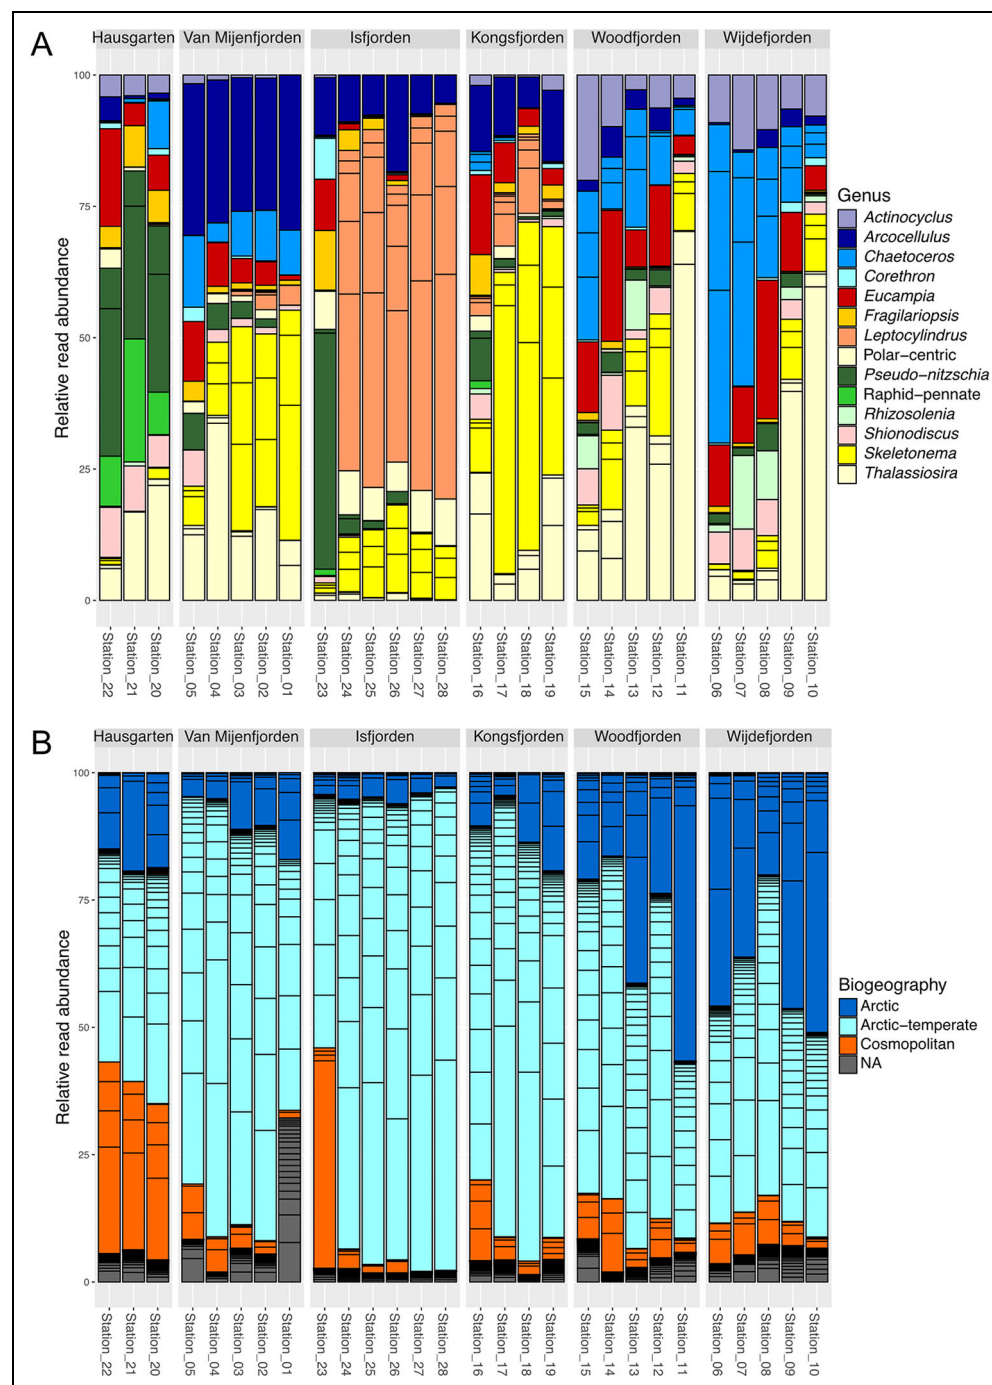 A
Hausgarten Van Mijenfjorden Isfjorden Kongsfjorden Woodfjorden Wijdefjorden
100
75
50
25
0
Relative read abundance
Station_22 Station_21 Station_20 Station_05 Station_04 Station_03 Station_02 Station_01 Station_23 Station_24 Station_25 Station_26 Station_27 Station_28 Station_16 Station_17 Station_18 Station_19 Station_15 Station_14 Station_13 Station_12 Station_11 Station_06 Station_07 Station_08 Station_09 Station_10
Genus
Actinocyclus
Arcocellulus
Chaetoceros
Corethron
Eucampia
Fragilariopsis
Leptocylindrus
Polar−centric
Pseudo−nitzschia
Raphid−pennate
Rhizosolenia
Shionodiscus
Skeletonema
Thalassiosira
B
Hausgarten Van Mijenfjorden Isfjorden Kongsfjorden Woodfjorden Wijdefjorden
100
75
50
25
0
Relative read abundance
Station_22 Station_21 Station_20 Station_05 Station_04 Station_03 Station_02 Station_01 Station_23 Station_24 Station_25 Station_26 Station_27 Station_28 Station_16 Station_17 Station_18 Station_19 Station_15 Station_14 Station_13 Station_12 Station_11 Station_06 Station_07 Station_08 Station_09 Station_10
Biogeography
Arctic
Arctic−temperate
Cosmopolitan
NA